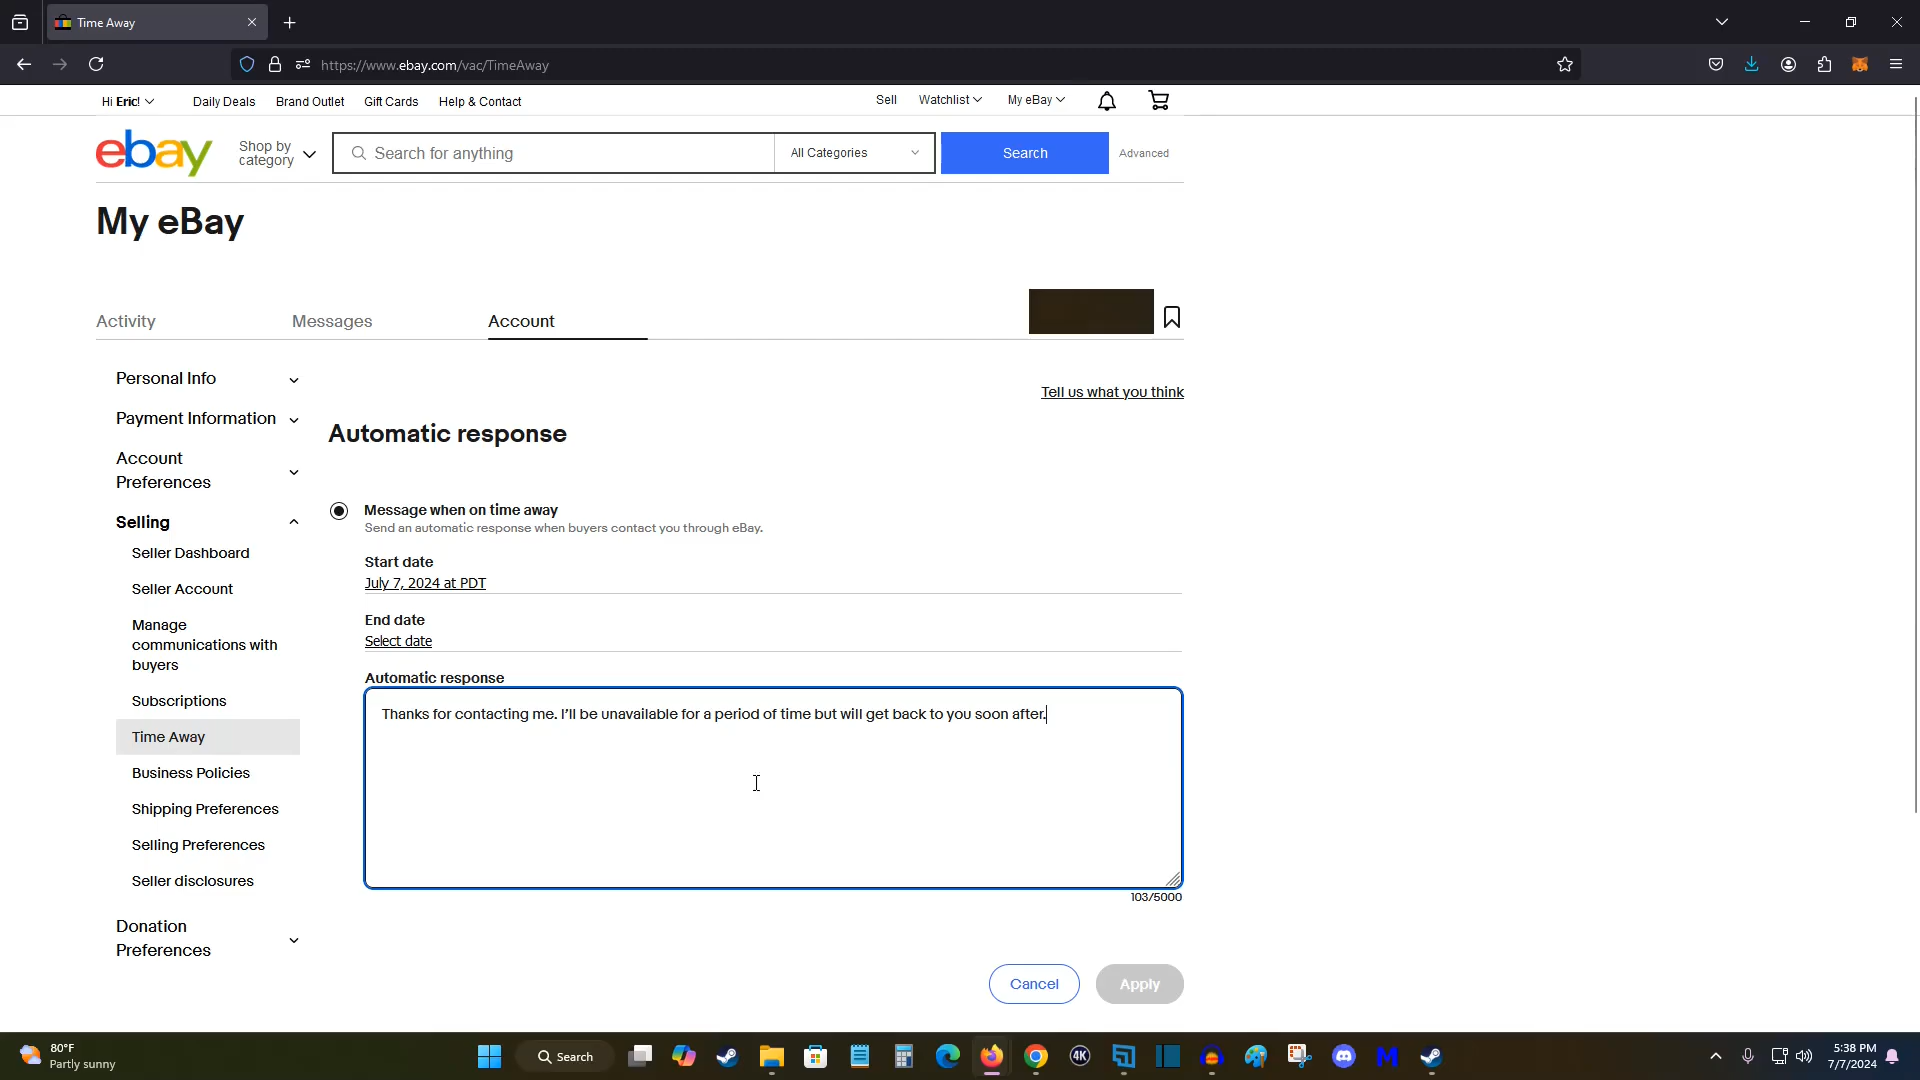 Time Away
https://www.ebay.com/vac/TimeAway
Hi Eric! Daily Deals Brand Outlet Gift Cards Help & Contact Sell Watchlist My eBay
ebay
Shop by
category
Search for anything
All Categories
Search
Advanced
My eBay
Activity
Messages
Account
Personal Info
Payment Information
Account
Preferences
Selling
Seller Dashboard
Seller Account
Manage
communications with
buyers
Subscriptions
Time Away
Business Policies
Shipping Preferences
Selling Preferences
Seller disclosures
Donation
Preferences
Tell us what you think
Automatic response
Message when on time away
Send an automatic response when buyers contact you through eBay.
Start date
July 7, 2024 at PDT
End date
Select date
Automatic response
Thanks for contacting me. I'll be unavailable for a period of time but will get back to you soon after.
103/5000
Cancel
Apply
80°F
Partly sunny
Search
4K
5:38 PM
7/7/2024